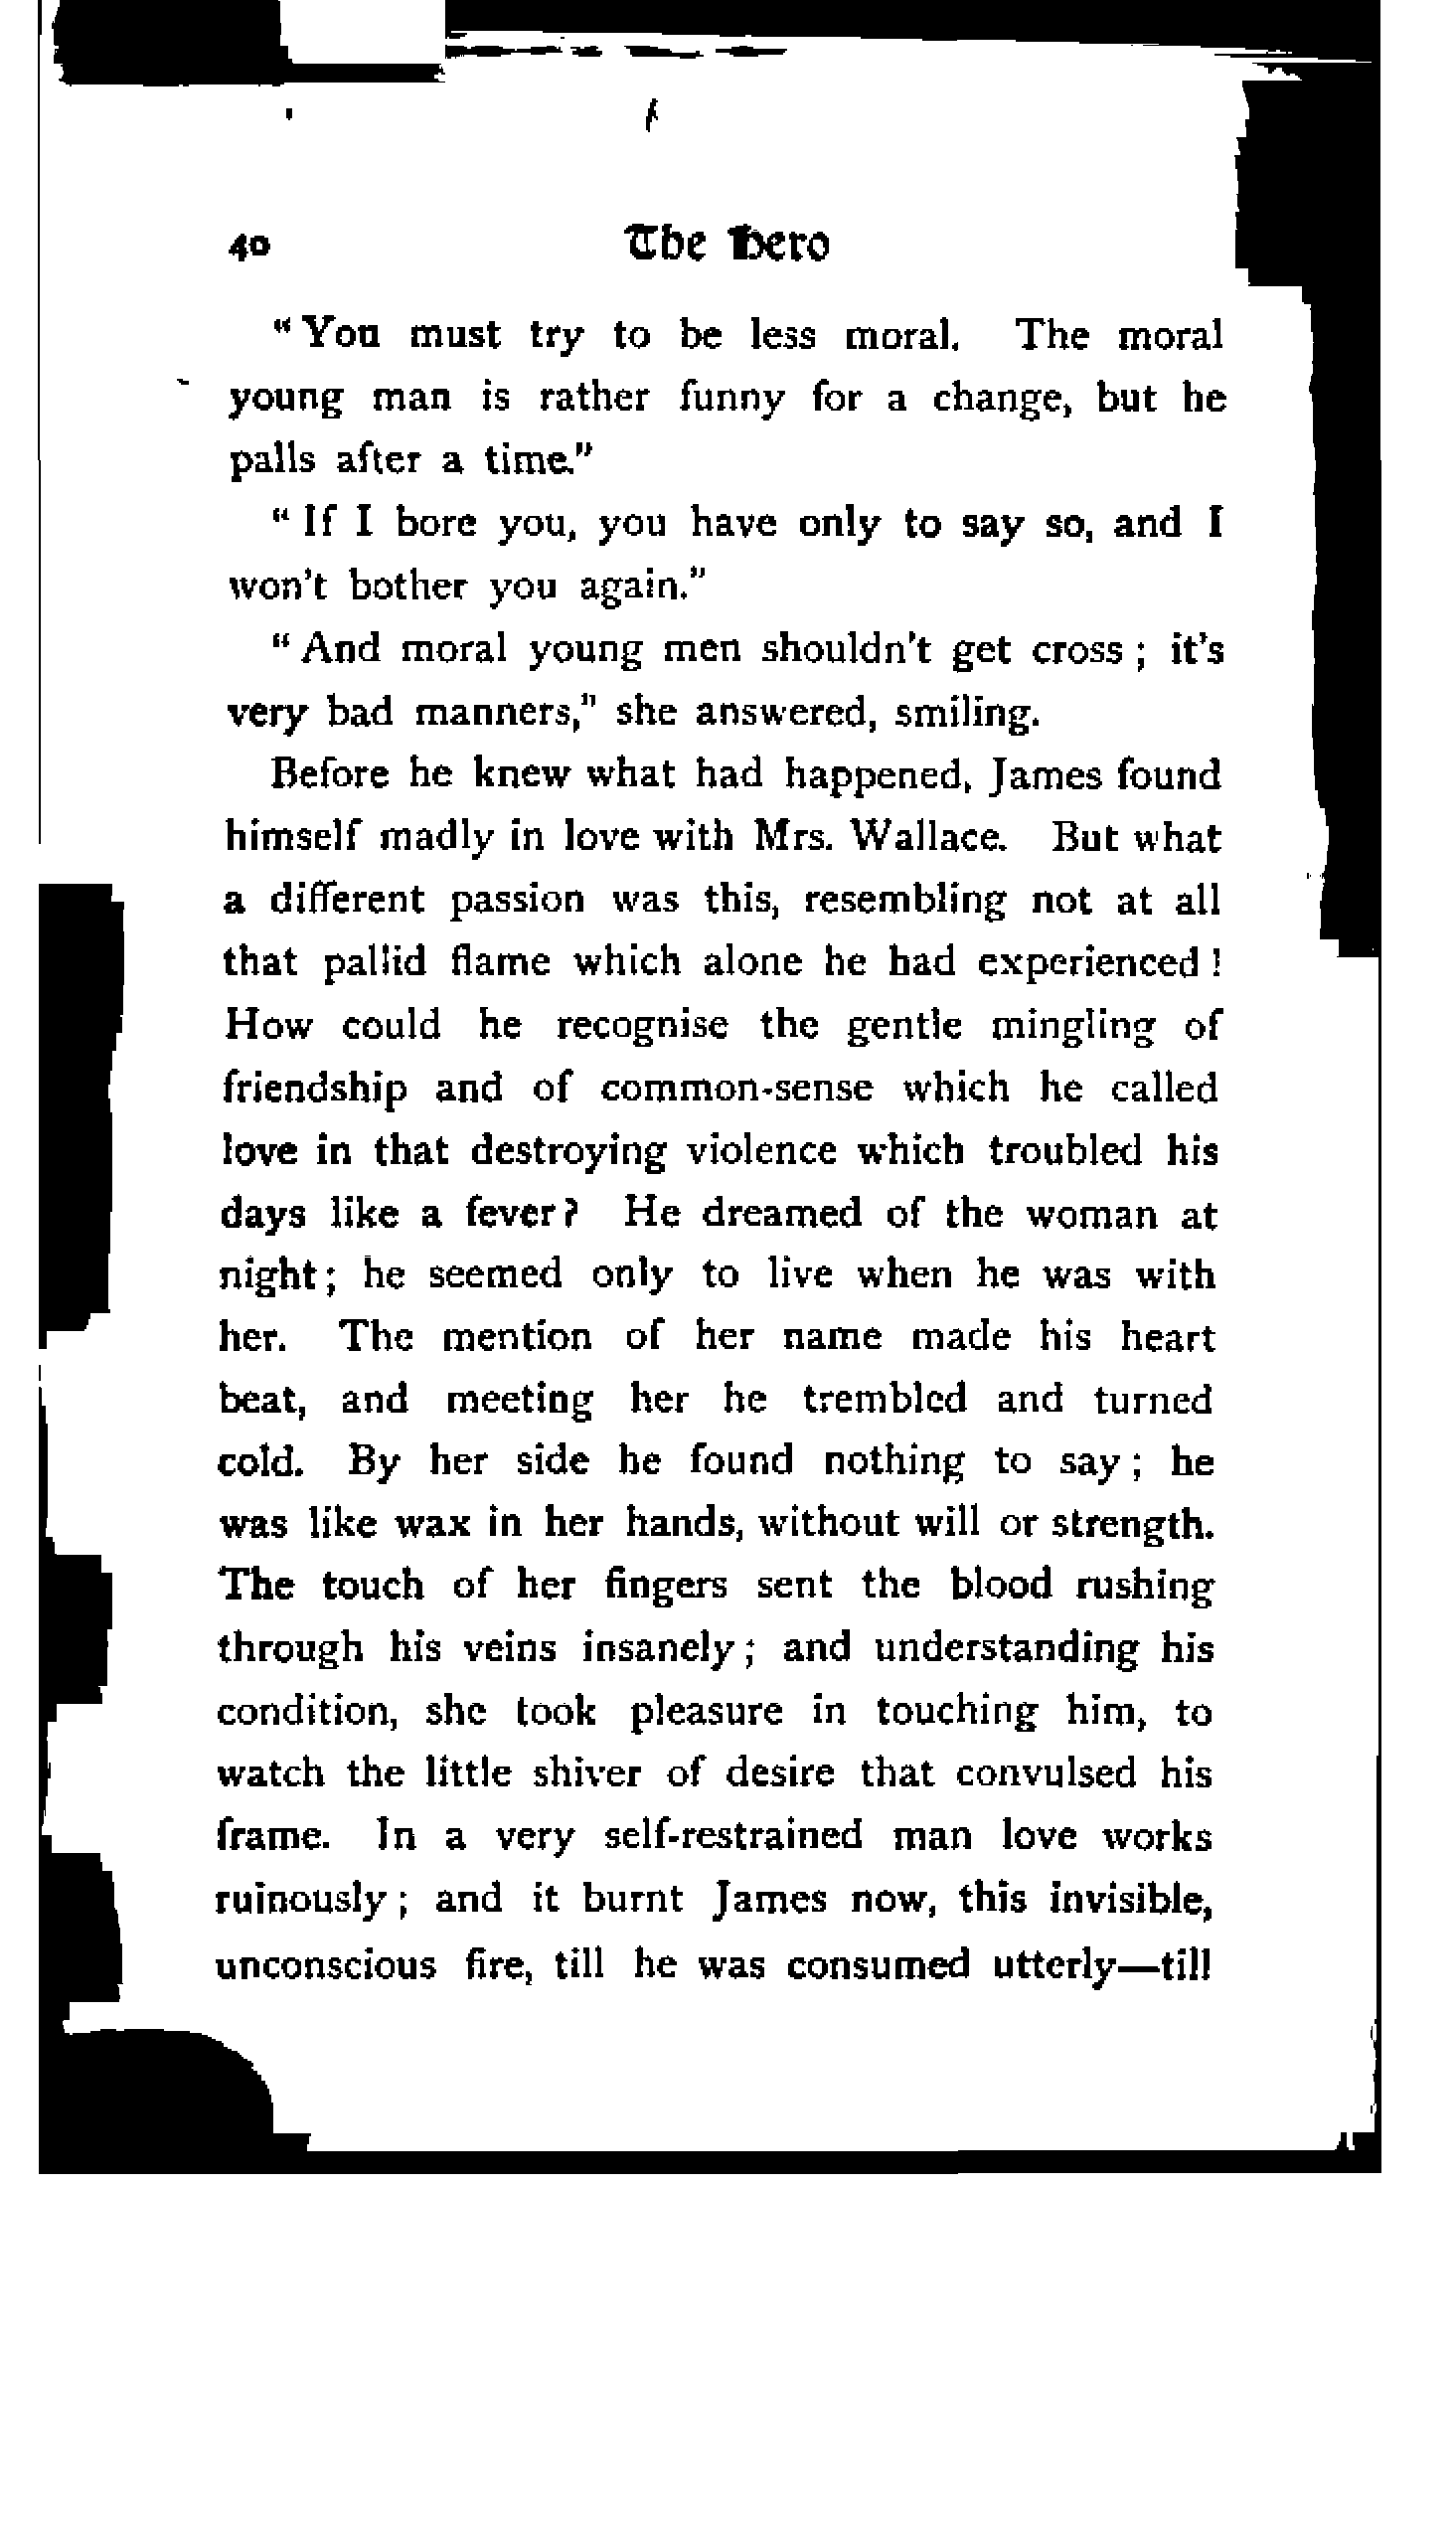 40 The Hero
"You must try to be less moral. The moral
young man is rather funny for a change, but he
palls after a time."
"If I bore you, you have only to say so, and I
won't bother you again."
"And moral young men shouldn't get cross; it's
very bad manners," she answered, smiling.
Before he knew what had happened, James found
himself madly in love with Mrs. Wallace. But what
a different passion was this, resembling not at all
that pallid flame which alone he had experienced!
How could he recognise the gentle mingling of
friendship and of common-sense which he called
love in that destroying violence which troubled his
days like a fever? He dreamed of the woman at
night; he seemed only to live when he was with
her. The mention of her name made his heart
beat, and meeting her he trembled and turned
cold. By her side he found nothing to say; he
was like wax in her hands, without will or strength.
The touch of her fingers sent the blood rushing
through his veins insanely; and understanding his
condition, she took pleasure in touching him, to
watch the little shiver of desire that convulsed his
frame. In a very self-restrained man love works
ruinously; and it burnt James now, this invisible,
unconscious fire, till he was consumed utterly—till